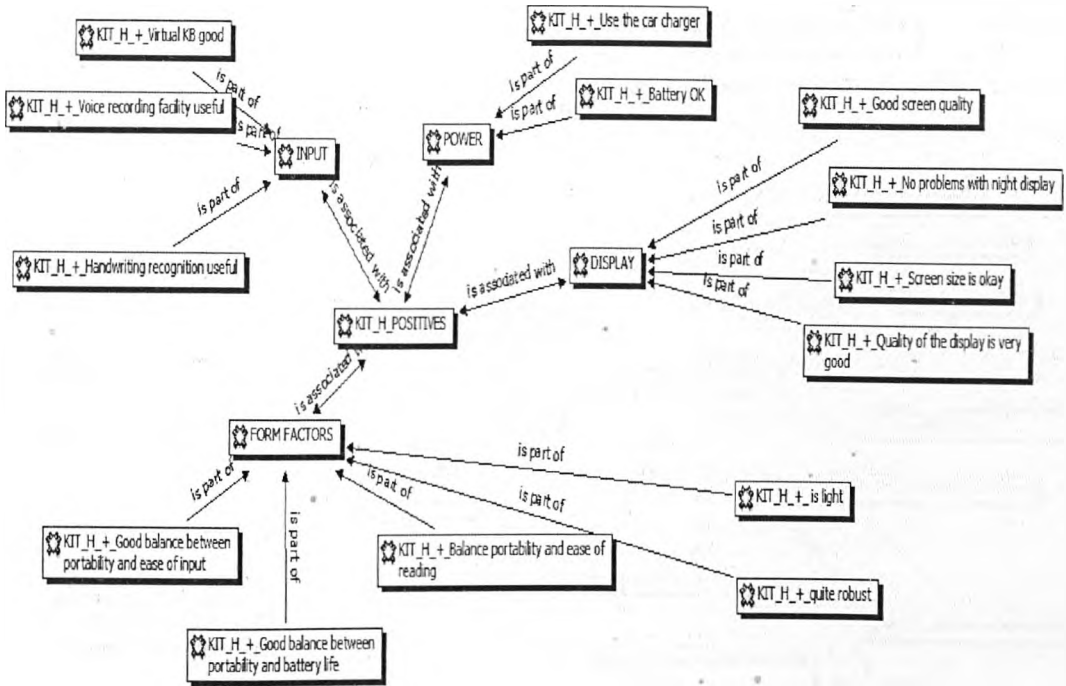 KIT_H_+_Virtual KB good
KIT_H_+_Use the car charger
is part of
is part of
KIT_H_+_Voice recording facility useful
KIT_H_+_Battery OK
KIT_H_+_Good screen quality
is part of
is part of
INPUT
POWER
is part of
is part of
KIT_H_+_No problems with night display
is associated with
is associated with
is part of
KIT_H_+_Handwriting recognition useful
DISPLAY
is part of
KIT_H_+_Screen size is okay
is associated with
is part of
KIT_H_POSITIVES
KIT_H_+_Quality of the display is very
good
is associated
FORM FACTORS
is part of
is part of
is part of
KIT_H_+_is light
is part of
is part of
KIT_H_+_Good balance between
portability and ease of input
KIT_H_+_Balance portability and ease of
reading
KIT_H_+_quite robust
KIT_H_+_Good balance between
portability and battery life